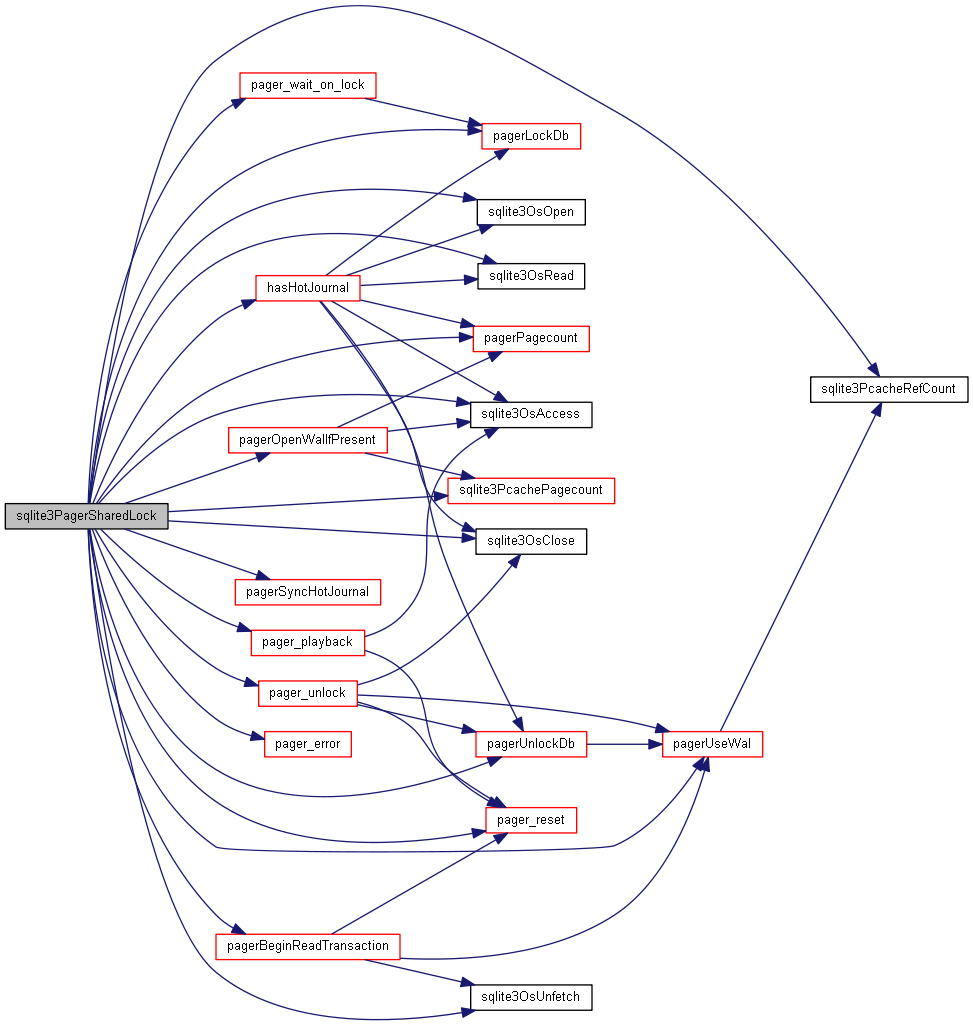 pager_wait_on_lock
pagerLockDb
sqlite3OsOpen
sqlite3OsRead
hasHotJournal
pagerPagecount
sqlite3PcacheRefCount
sqlite3OsAccess
pagerOpenWalIfPresent
sqlite3PcachePagecount
sqlite3PagerSharedLock
sqlite3OsClose
pagerSyncHotJournal
pager_playback
pager_unlock
pager_error
pagerUnlockDb
pagerUseWal
pager_reset
pagerBeginReadTransaction
sqlite3OsUnfetch